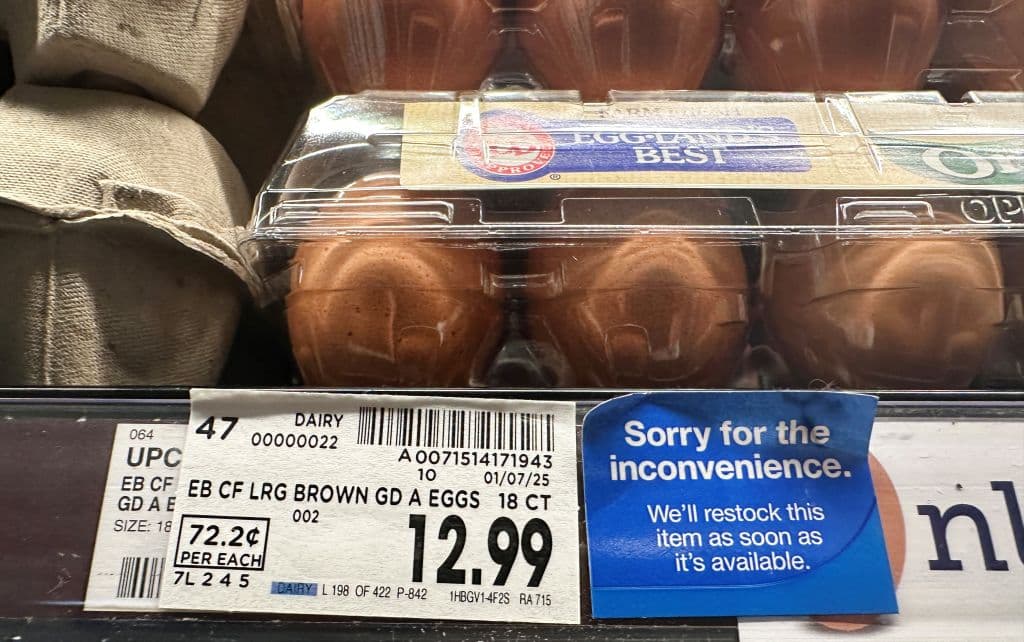 EGG•LAND'S
BEST
®
47 DAIRY
00000022
A 0071514171943
10 01/07/25
EB CF LRG BROWN GD A EGGS 18 CT
002
72.2¢
PER EACH
12.99
7L 2 4 5
DAIRY L 198 OF 422 P-842 1HBGV1-4F2S RA 715
064
UPC
EB CF
GD A E
SIZE: 18
Sorry for the
inconvenience.
We'll restock this
item as soon as
it's available.